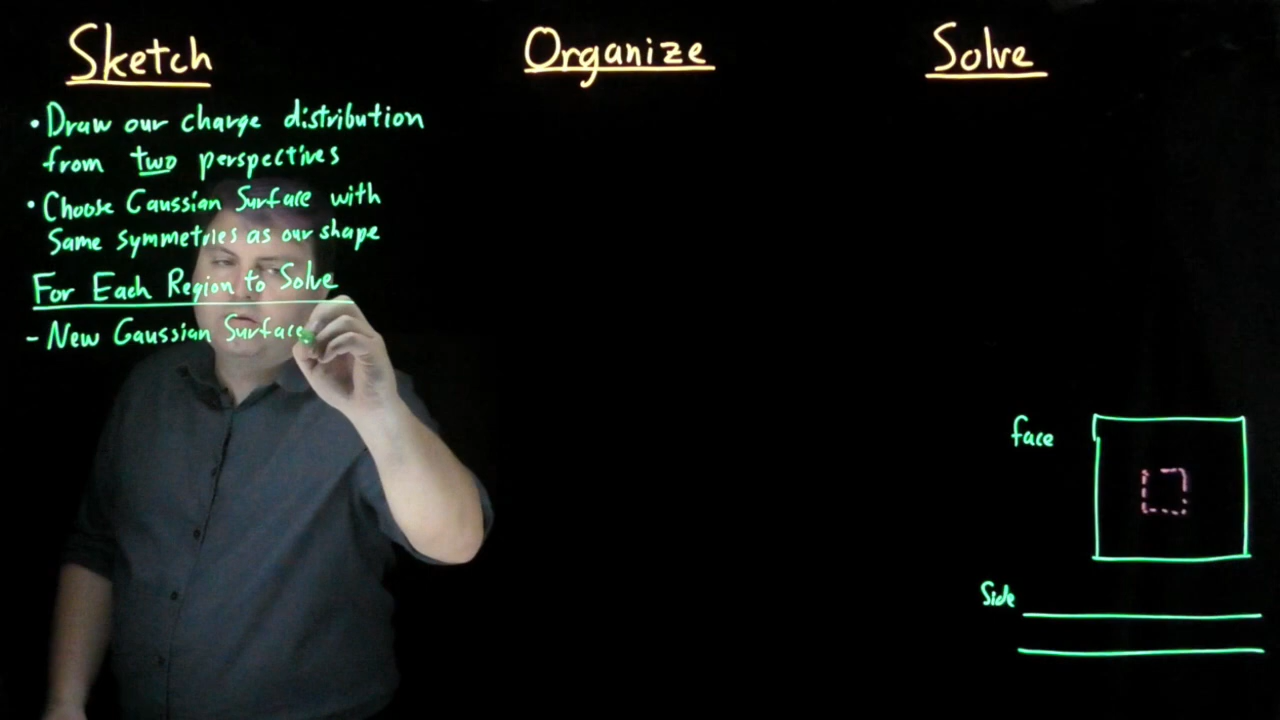 Sketch
• Draw our charge distribution
from two perspectives
• Choose Gaussian Surface with
Same symmetries as our shape
For Each Region to Solve
- New Gaussian Surface
Organize
Solve
face
Side